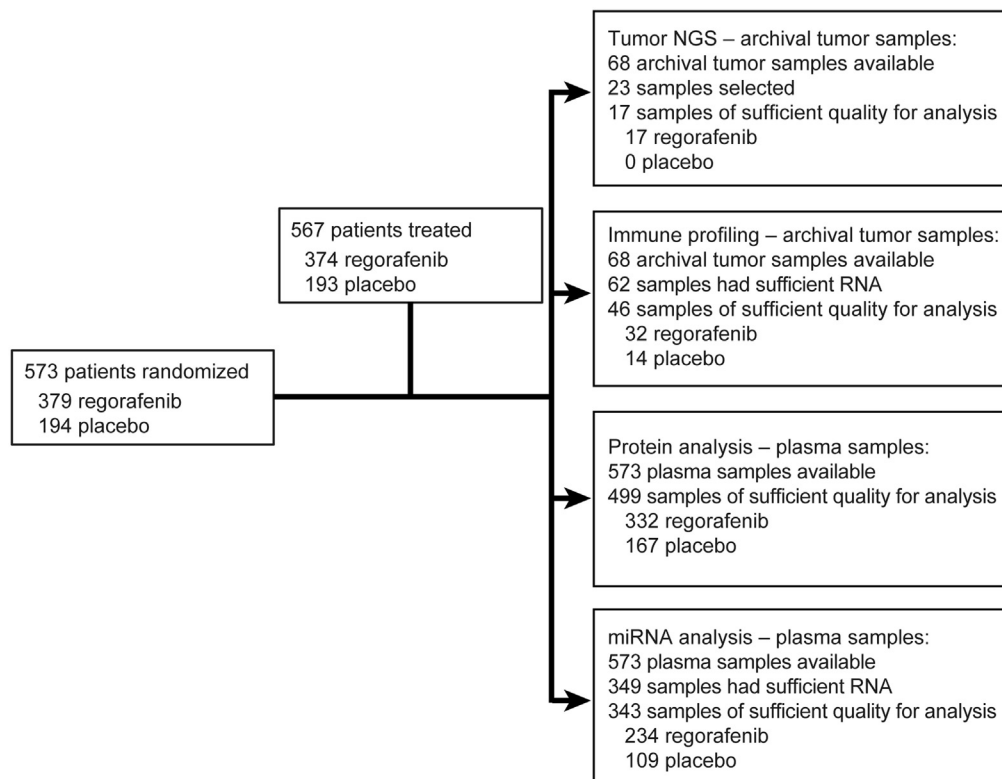 573 patients randomized
379 regorafenib
194 placebo
567 patients treated
374 regorafenib
193 placebo
Tumor NGS – archival tumor samples:
68 archival tumor samples available
23 samples selected
17 samples of sufficient quality for analysis
17 regorafenib
0 placebo
Immune profiling – archival tumor samples:
68 archival tumor samples available
62 samples had sufficient RNA
46 samples of sufficient quality for analysis
32 regorafenib
14 placebo
Protein analysis – plasma samples:
573 plasma samples available
499 samples of sufficient quality for analysis
332 regorafenib
167 placebo
miRNA analysis – plasma samples:
573 plasma samples available
349 samples had sufficient RNA
343 samples of sufficient quality for analysis
234 regorafenib
109 placebo